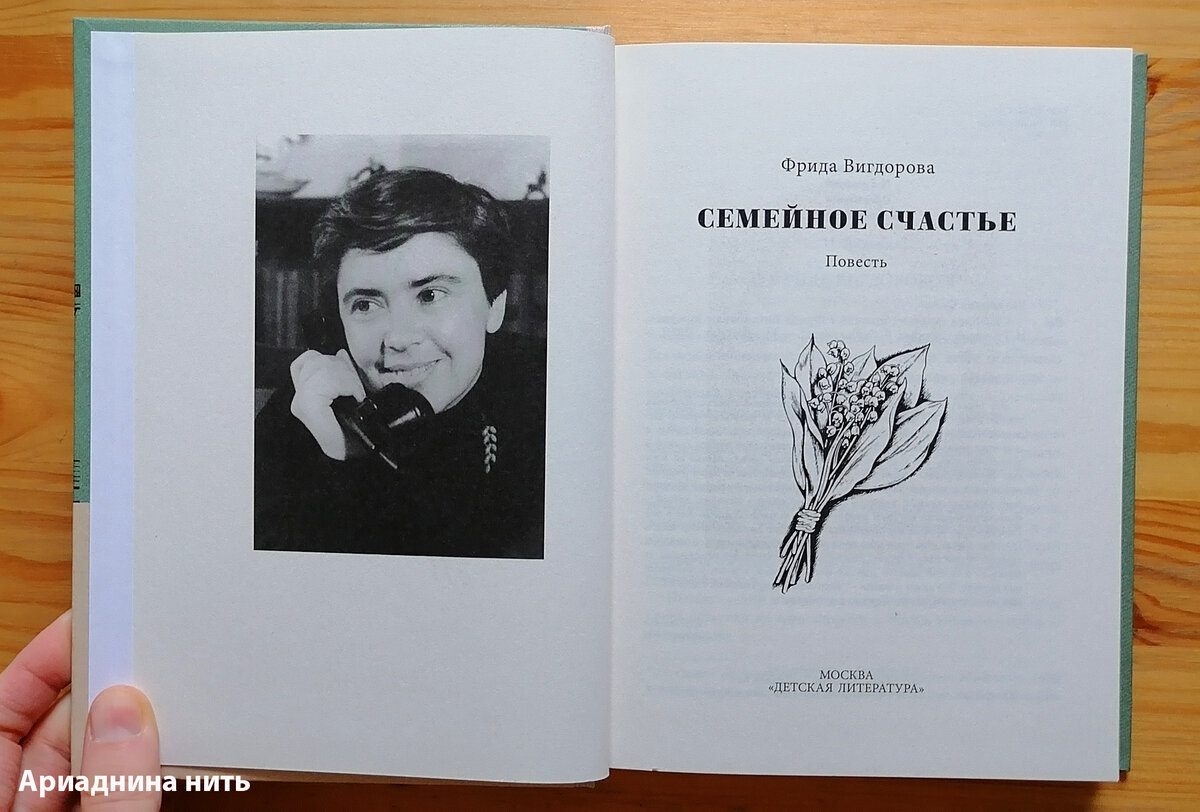 Фрида Вигдорова
СЕМЕЙНОЕ СЧАСТЬЕ
Повесть
МОСКВА
«ДЕТСКАЯ ЛИТЕРАТУРА»
Ариаднина нить